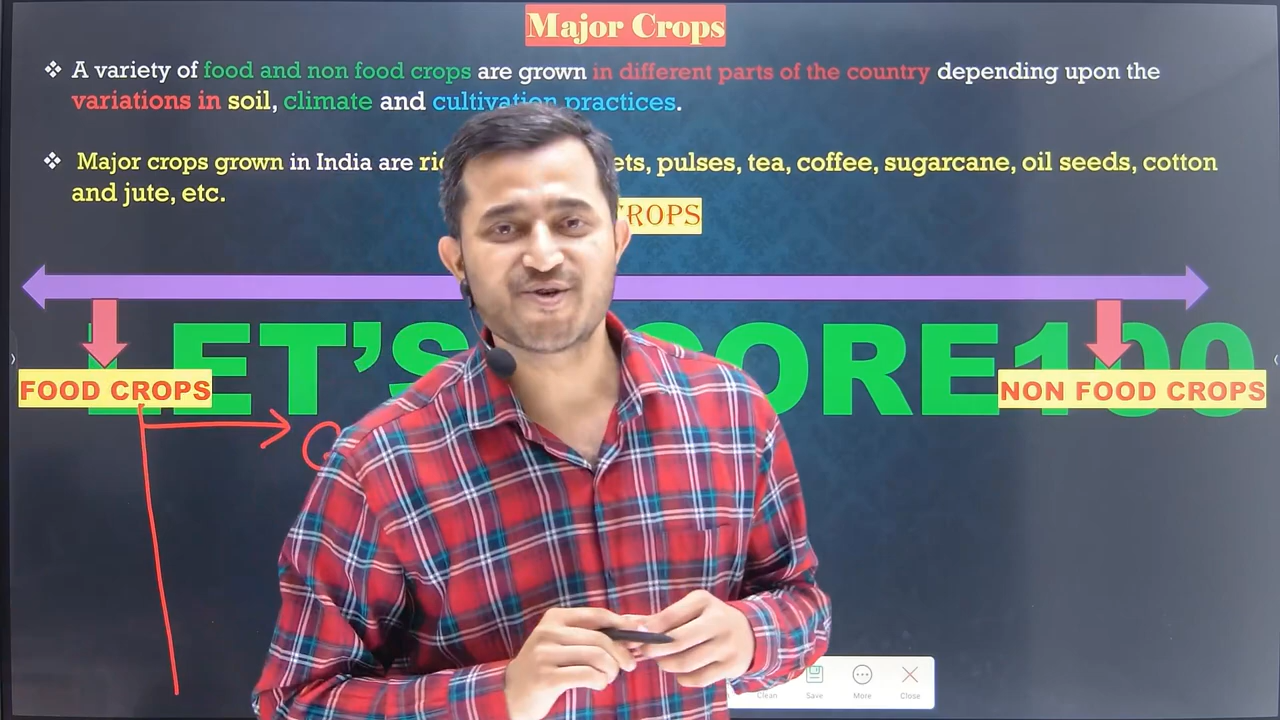 Major Crops
❖ A variety of food and non food crops are grown in different parts of the country depending upon the
variations in soil, climate and cultivation practices.
❖ Major crops grown in India are pulses, tea, coffee, sugarcane, oil seeds, cotton
and jute, etc.
FOOD CROPS
NON FOOD CROPS
Clean Save More Close